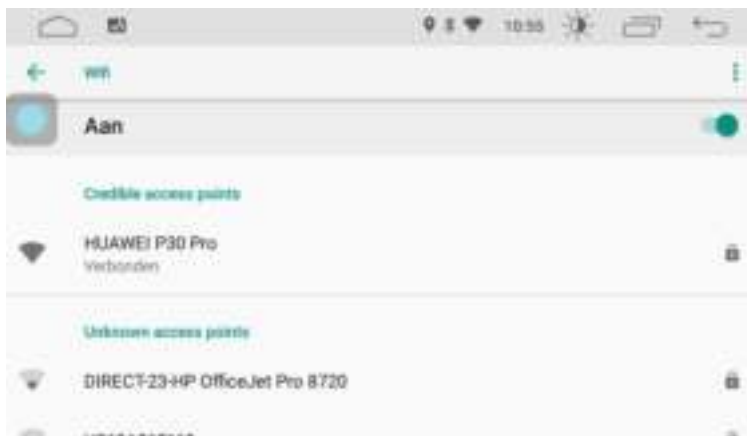 10:55
Wifi
Aan
Credible access points
HUAWEI P30 Pro
Verbonden
Unknown access points
DIRECT-23-HP OfficeJet Pro 8720